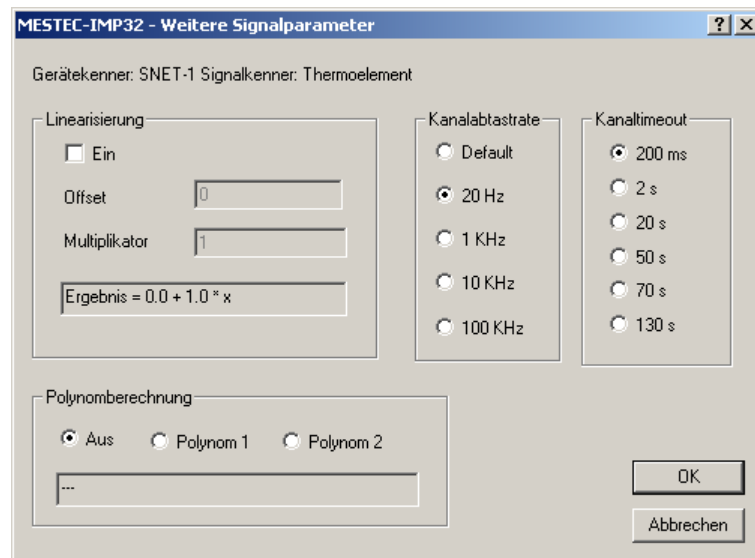 MESTEC-IMP32 - Weitere Signalparameter
Gerätekenner: SNET-1 Signalkenner: Thermoelement
Linearisierung
Ein
Offset
0
Multiplikator
1
Ergebnis = 0.0 + 1.0 * x
Kanalabtastrate
Default
20 Hz
1 KHz
10 KHz
100 KHz
Kanaltimeout
200 ms
2 s
20 s
50 s
70 s
130 s
Polynomberechnung
Aus Polynom 1 Polynom 2
---
OK
Abbrechen